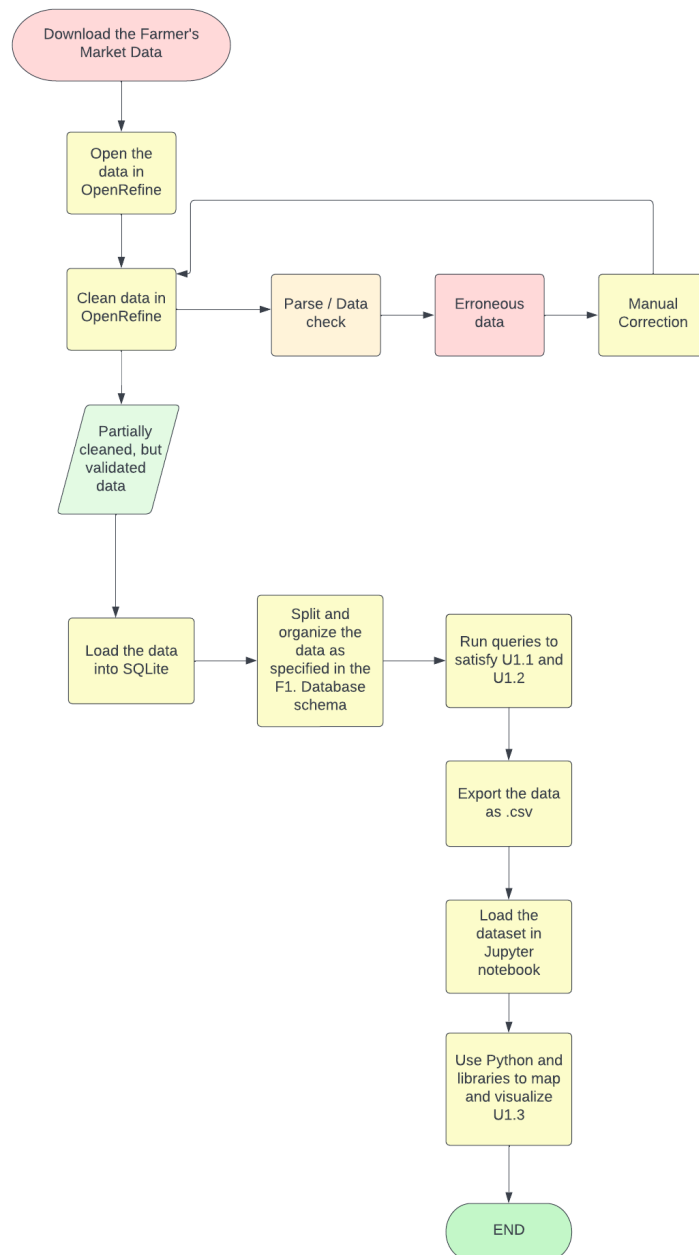 Download the Farmer's
Market Data
Open the
data in
OpenRefine
Clean data in
OpenRefine
Parse / Data
check
Erroneous
data
Manual
Correction
Partially
cleaned, but
validated
data
Load the data
into SQLite
Split and
organize the
data as
specified in the
F1. Database
schema
Run queries to
satisfy U1.1 and
U1.2
Export the data
as .csv
Load the
dataset in
Jupyter
notebook
Use Python and
libraries to map
and visualize
U1.3
END